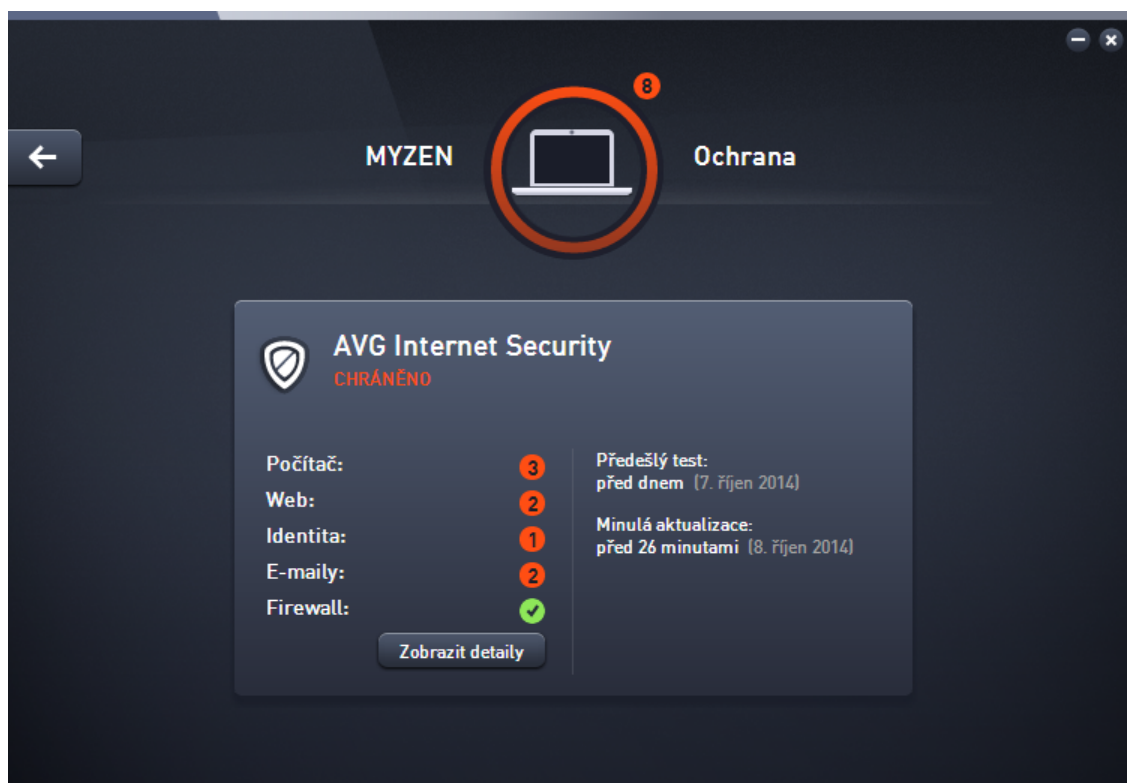 8
MYZEN
Ochrana
AVG Internet Security
CHRÁNĚNO
Počítač: 3
Web: 2
Identita: 1
E-maily: 2
Firewall:
Zobrazit detaily
Předešlý test:
před dnem (7. říjen 2014)
Minulá aktualizace:
před 26 minutami (8. říjen 2014)